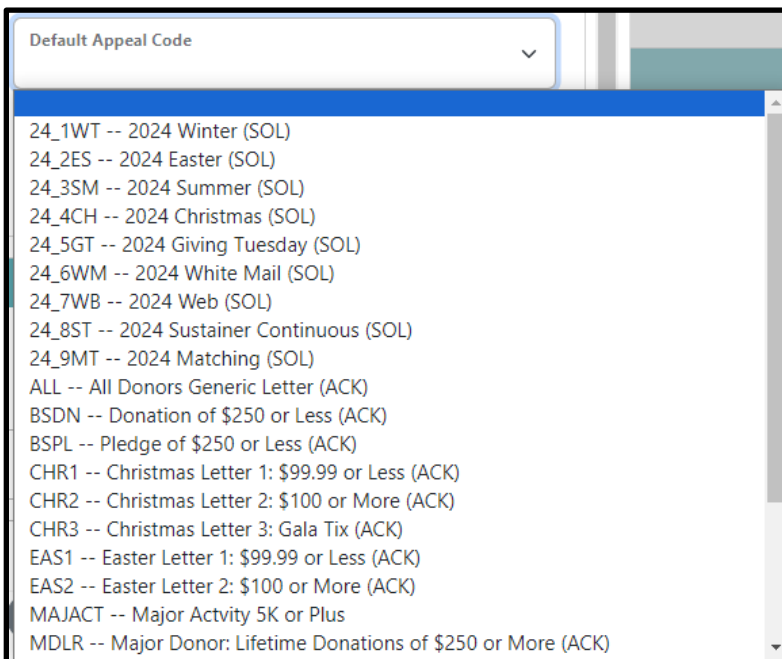 Default Appeal Code
24_1WT -- 2024 Winter (SOL)
24_2ES -- 2024 Easter (SOL)
24_3SM -- 2024 Summer (SOL)
24_4CH -- 2024 Christmas (SOL)
24_5GT -- 2024 Giving Tuesday (SOL)
24_6WM -- 2024 White Mail (SOL)
24_7WB -- 2024 Web (SOL)
24_8ST -- 2024 Sustainer Continuous (SOL)
24_9MT -- 2024 Matching (SOL)
ALL -- All Donors Generic Letter (ACK)
BSDN -- Donation of $250 or Less (ACK)
BSPL -- Pledge of $250 or Less (ACK)
CHR1 -- Christmas Letter 1: $99.99 or Less (ACK)
CHR2 -- Christmas Letter 2: $100 or More (ACK)
CHR3 -- Christmas Letter 3: Gala Tix (ACK)
EAS1 -- Easter Letter 1: $99.99 or Less (ACK)
EAS2 -- Easter Letter 2: $100 or More (ACK)
MAJACT -- Major Actvity 5K or Plus
MDLR -- Major Donor: Lifetime Donations of $250 or More (ACK)